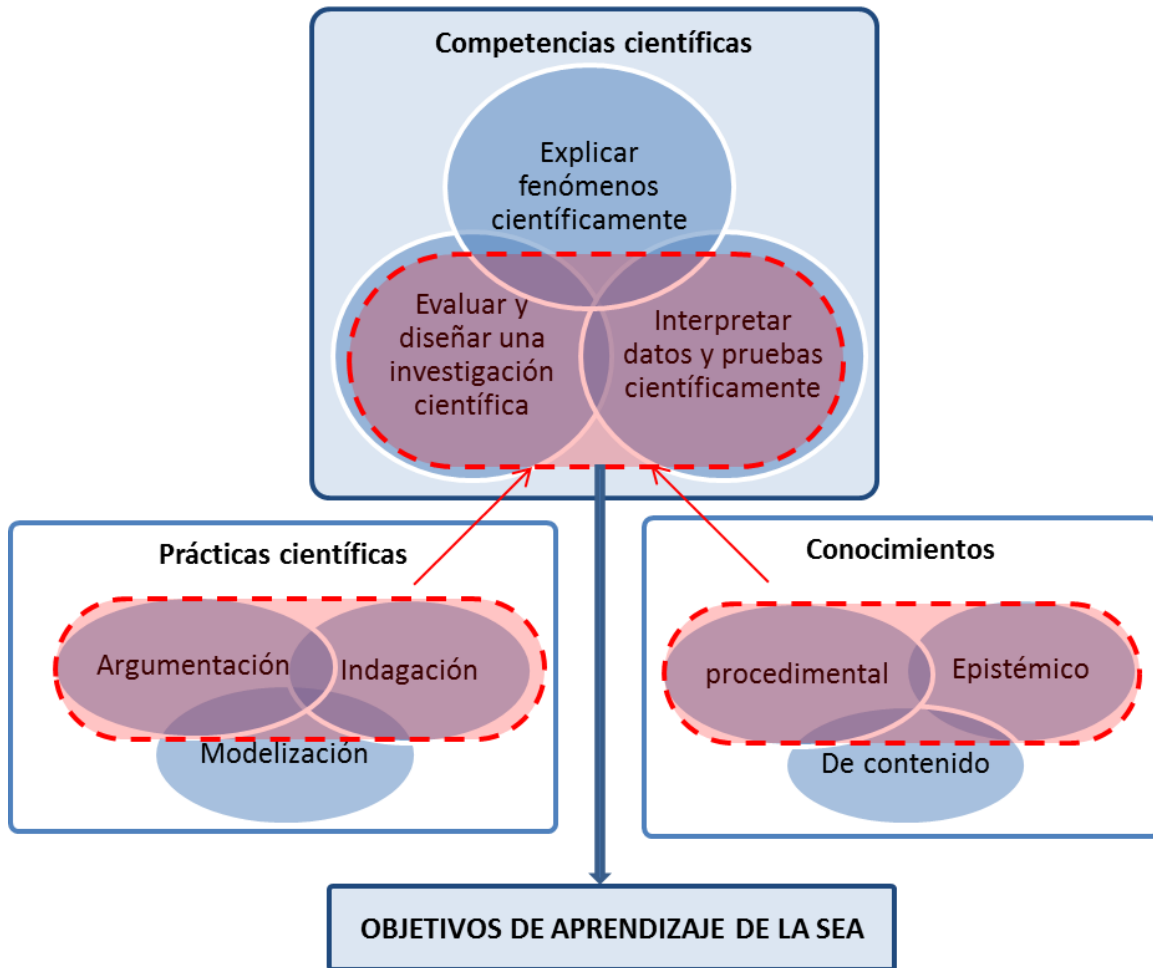 Competencias científicas
Explicar
fenómenos
científicamente
Evaluar y
diseñar una
investigación
científica
Interpretar
datos y pruebas
científicamente
Prácticas científicas
Argumentación
Indagación
Modelización
Conocimientos
procedimental
Epistémico
De contenido
OBJETIVOS DE APRENDIZAJE DE LA SEA